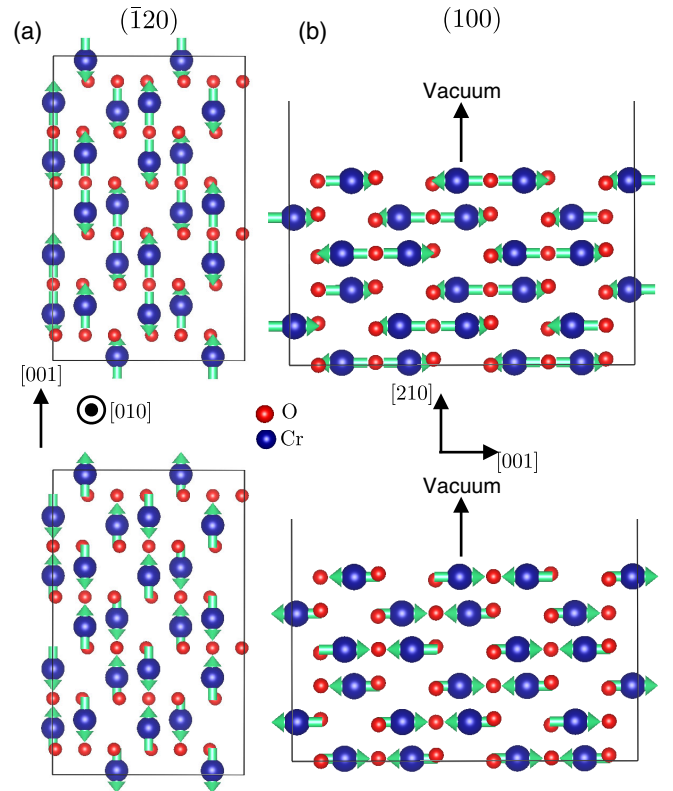 (a)
(1̅20)
(b)
(100)
Vacuum
[001]
[010]
O
Cr
[210]
[001]
Vacuum